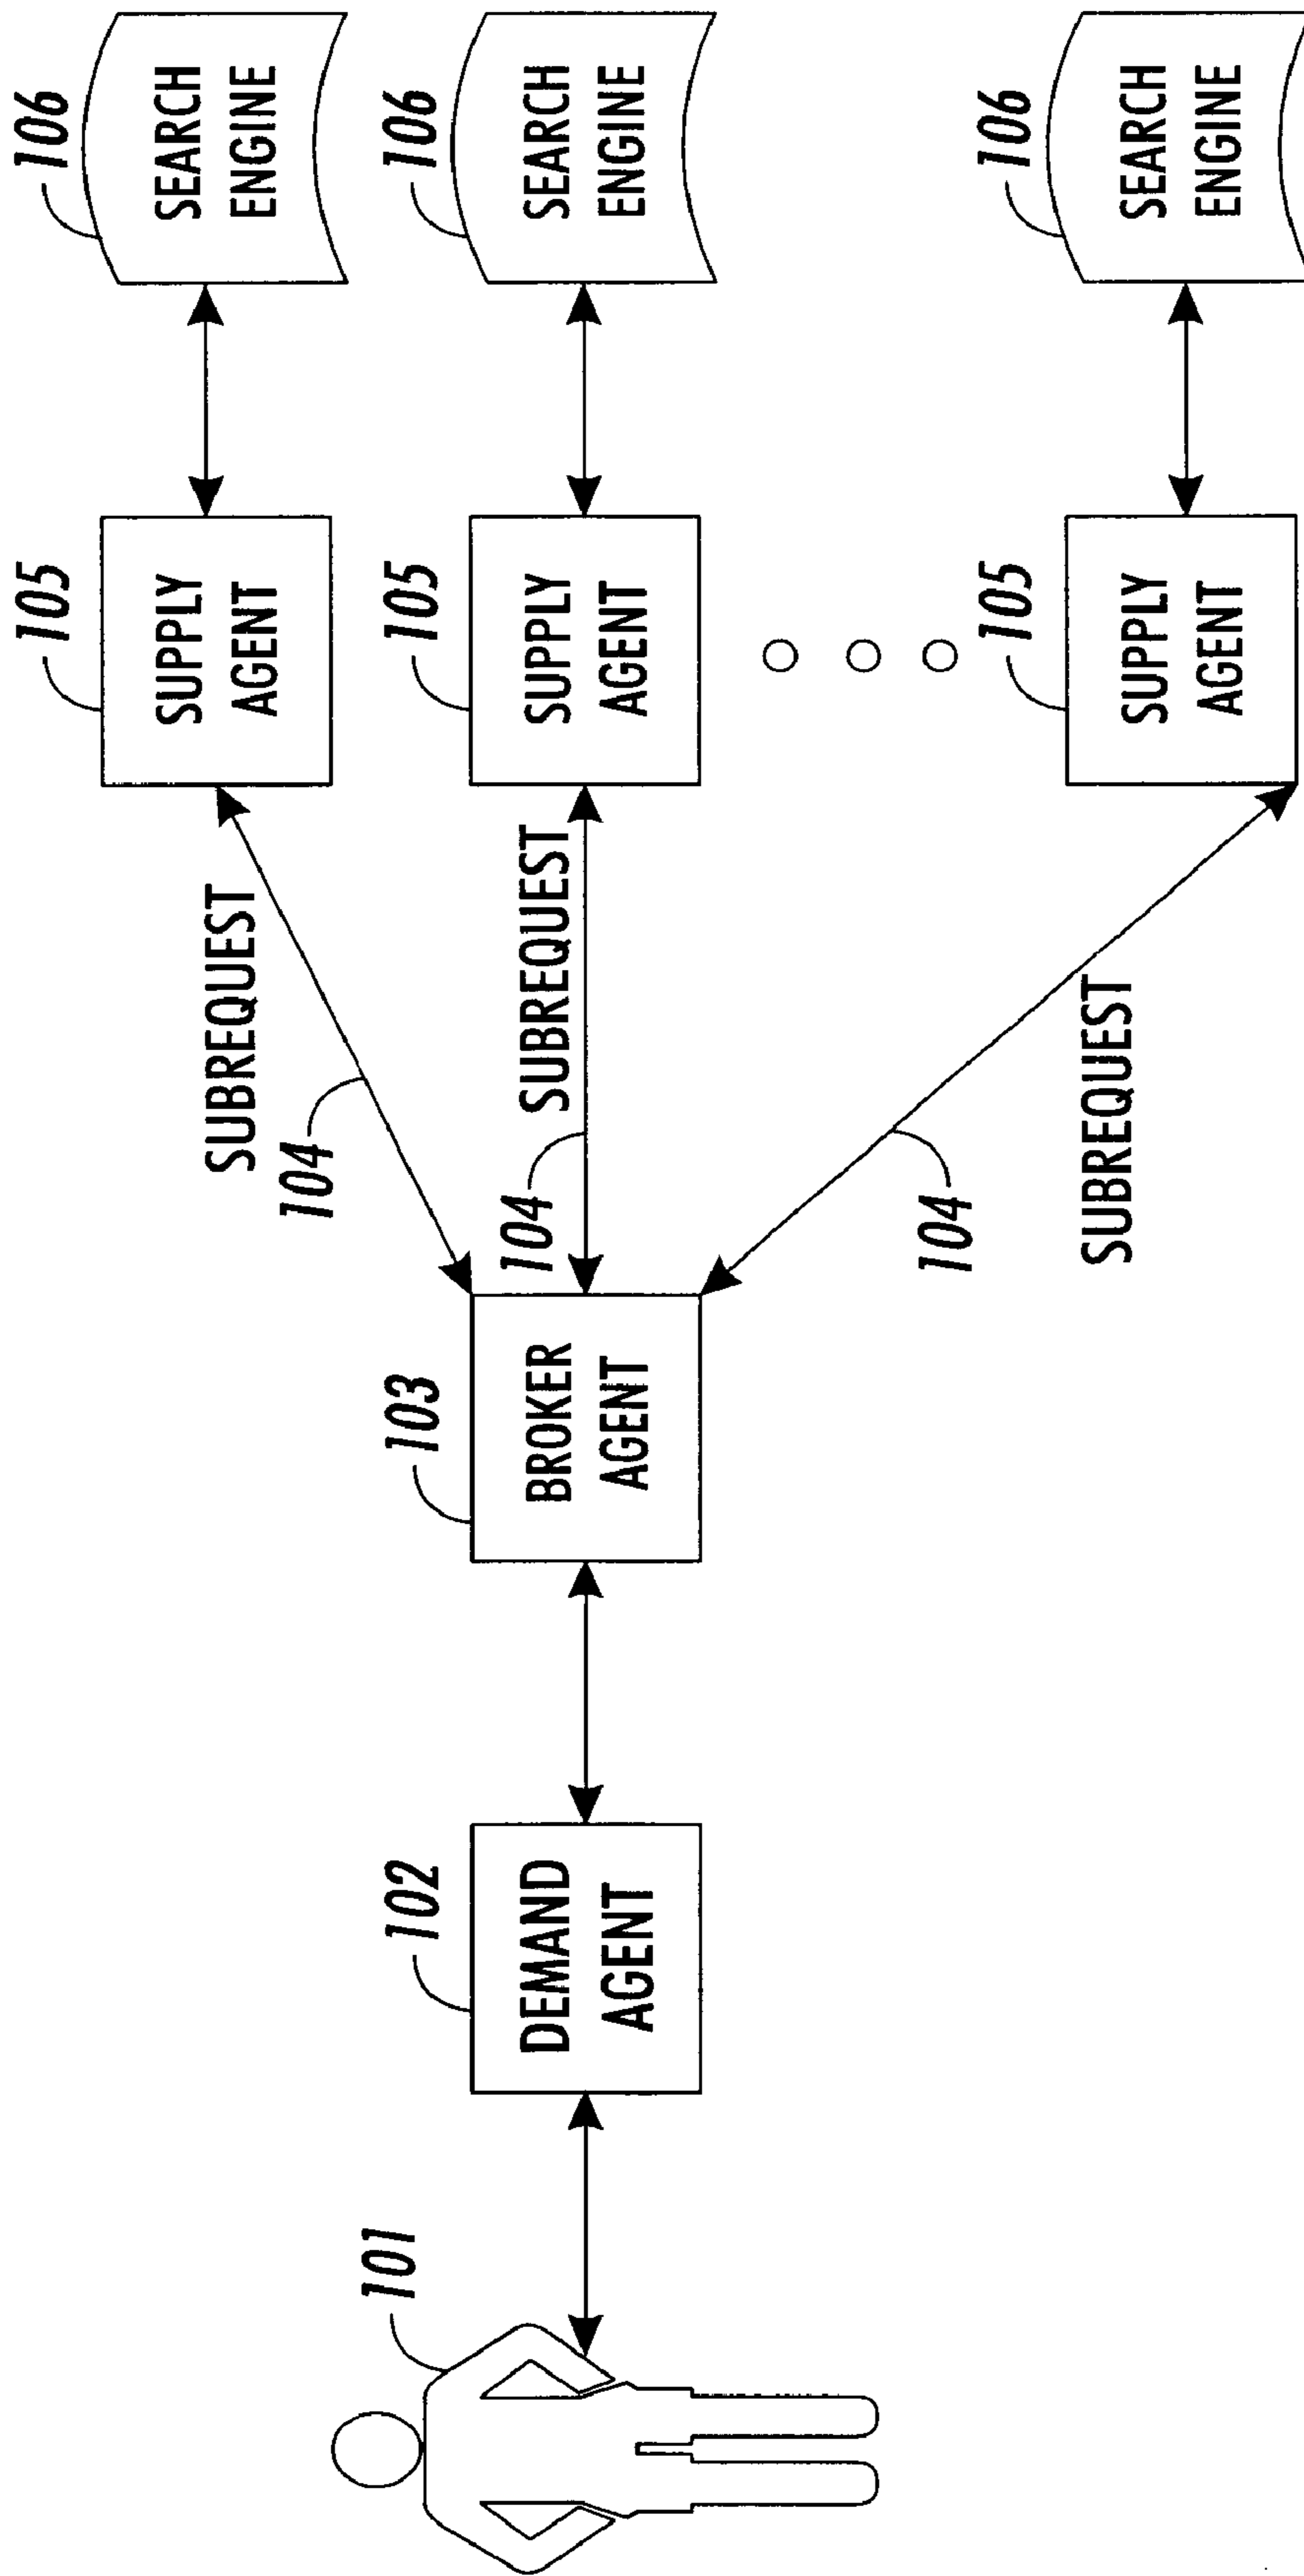 101
102
DEMAND
AGENT
103
BROKER
AGENT
104
SUBREQUEST
104
SUBREQUEST
104
SUBREQUEST
105
SUPPLY
AGENT
106
SEARCH
ENGINE
105
SUPPLY
AGENT
106
SEARCH
ENGINE
105
SUPPLY
AGENT
106
SEARCH
ENGINE